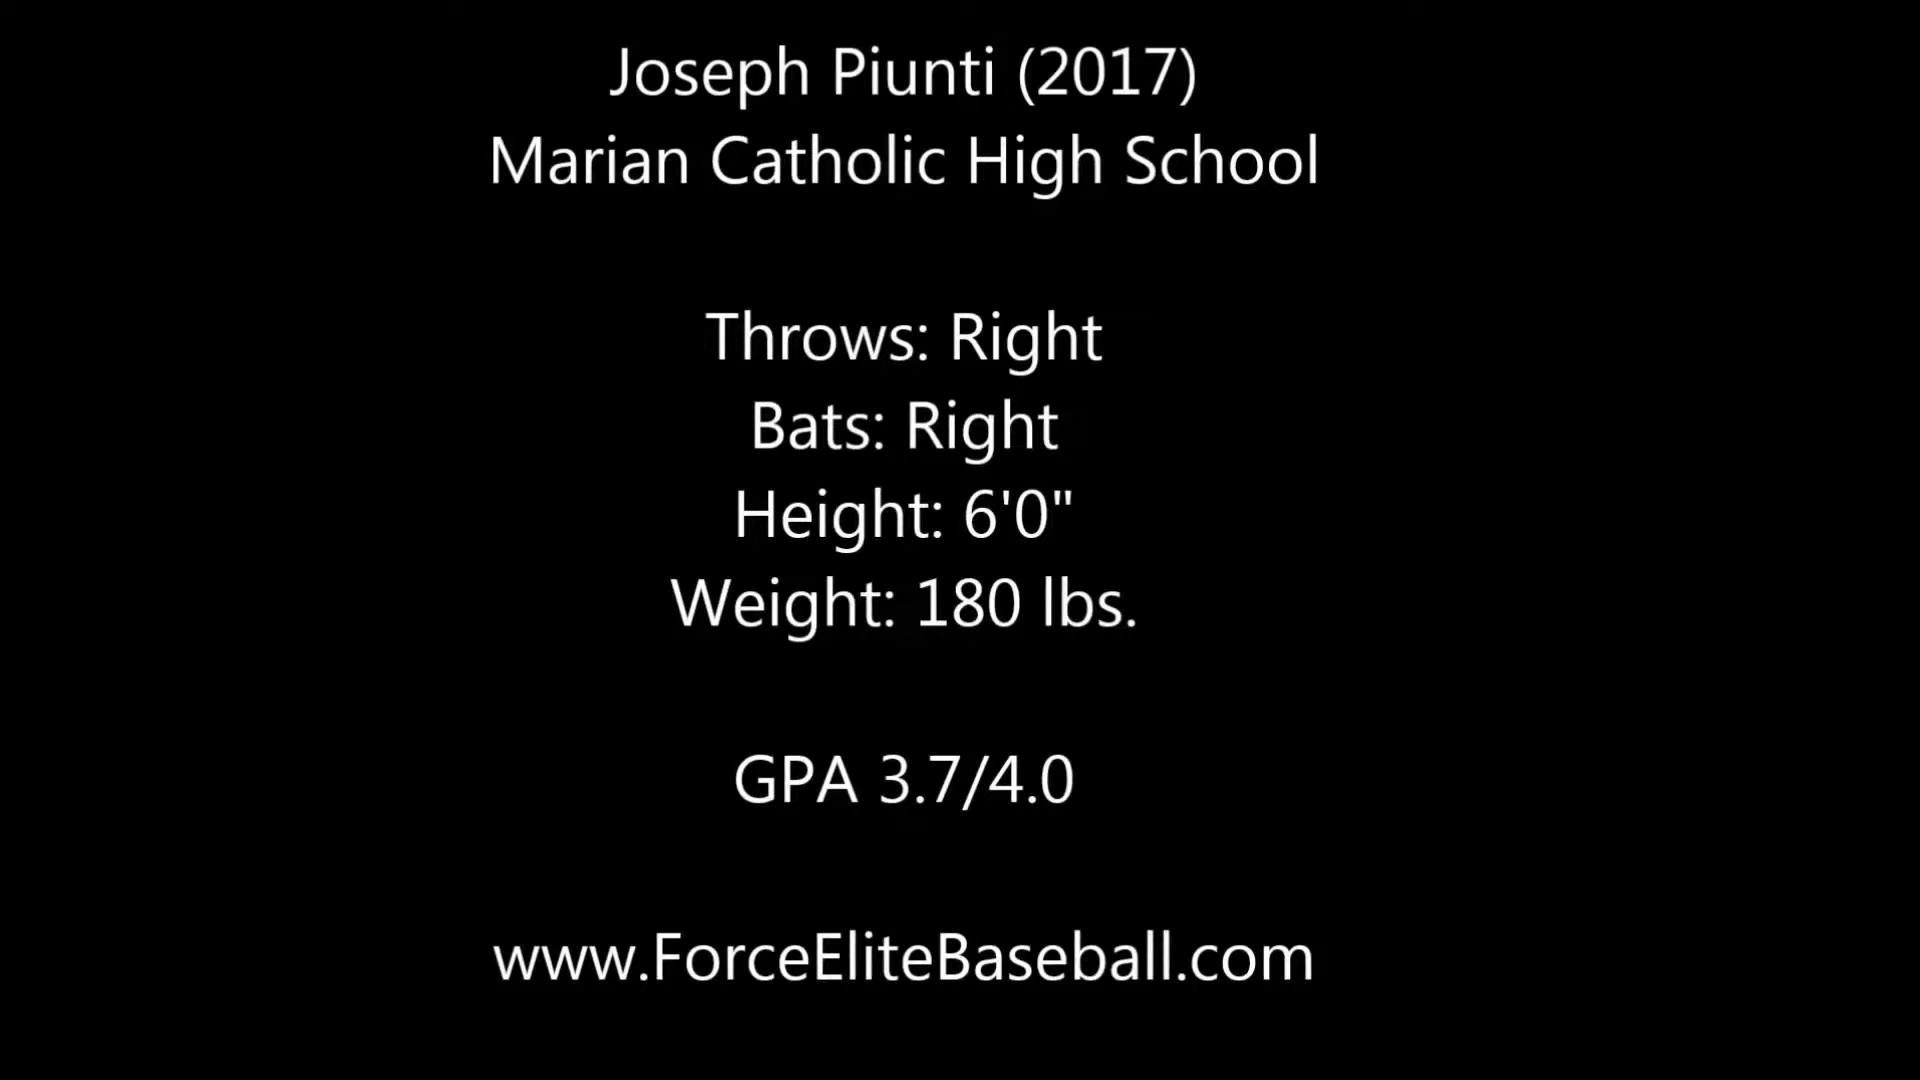 Joseph Piunti (2017)
Marian Catholic High School
Throws: Right
Bats: Right
Height: 6'0"
Weight: 180 lbs.
GPA 3.7/4.0
www.ForceEliteBaseball.com